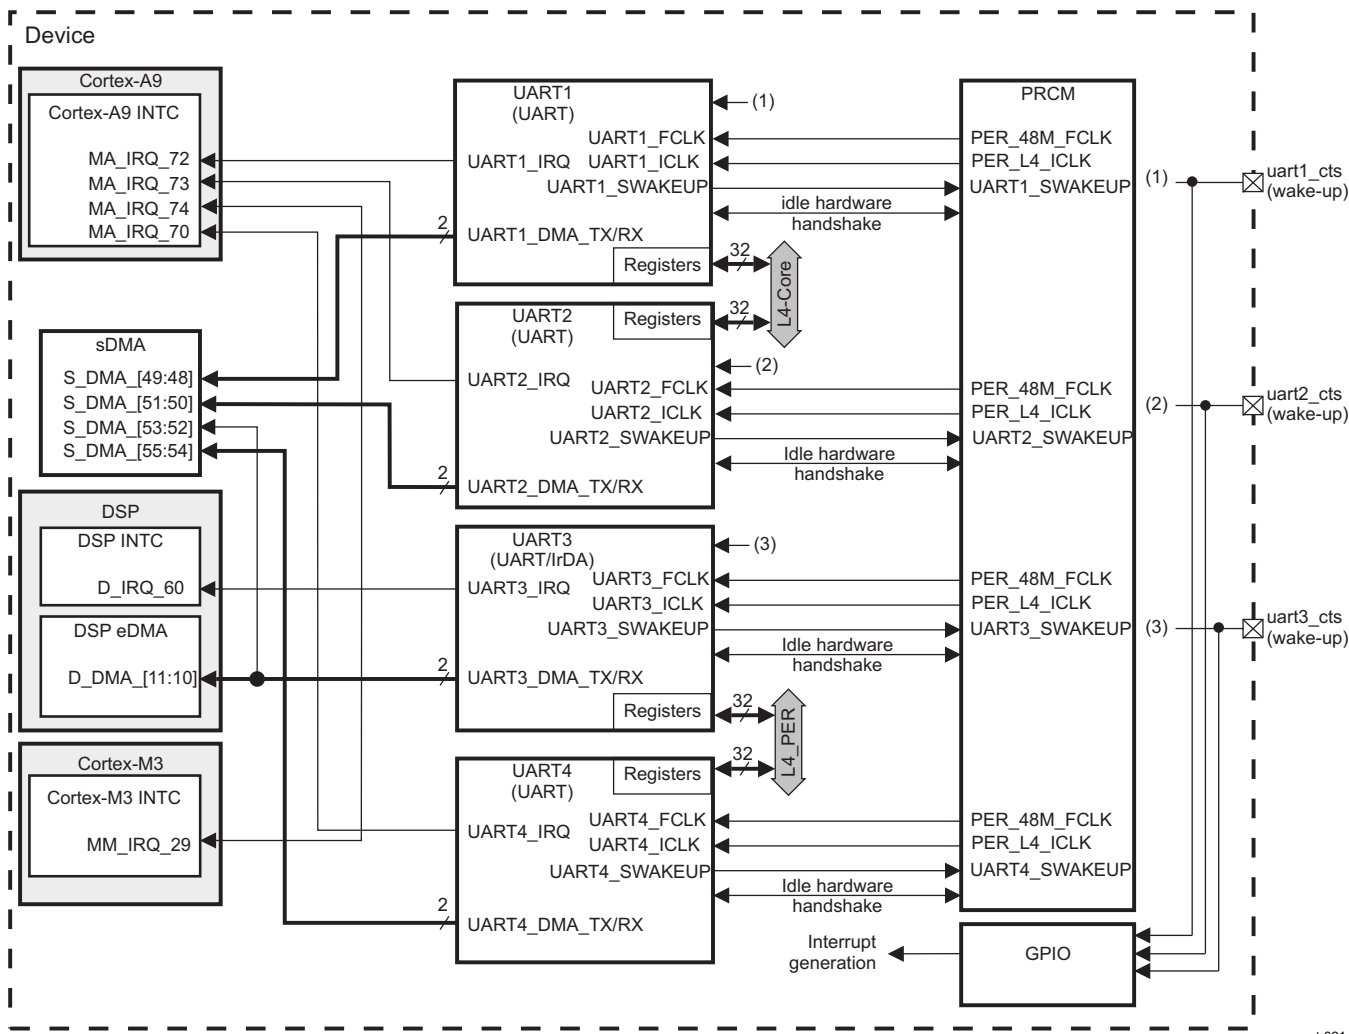 Device
Cortex-A9
Cortex-A9 INTC
MA_IRQ_72
MA_IRQ_73
MA_IRQ_74
MA_IRQ_70
sDMA
S_DMA_[49:48]
S_DMA_[51:50]
S_DMA_[53:52]
S_DMA_[55:54]
DSP
DSP INTC
D_IRQ_60
DSP eDMA
D_DMA_[11:10]
Cortex-M3
Cortex-M3 INTC
MM_IRQ_29
UART1
(UART)
(1)
UART1_FCLK
UART1_IRQ UART1_ICLK
UART1_SWAKEUP
2
UART1_DMA_TX/RX
Registers
32
idle hardware
handshake
L4-Core
UART2
(UART)
Registers
32
(2)
UART2_IRQ
UART2_FCLK
UART2_ICLK
UART2_SWAKEUP
2
UART2_DMA_TX/RX
Idle hardware
handshake
UART3
(UART/IrDA)
(3)
UART3_IRQ
UART3_FCLK
UART3_ICLK
UART3_SWAKEUP
2
UART3_DMA_TX/RX
Registers
32
Idle hardware
handshake
L4_PER
UART4
(UART)
Registers
32
UART4_IRQ
UART4_FCLK
UART4_ICLK
UART4_SWAKEUP
2
UART4_DMA_TX/RX
Idle hardware
handshake
PRCM
PER_48M_FCLK
PER_L4_ICLK
UART1_SWAKEUP
(1)
uart1_cts
(wake-up)
PER_48M_FCLK
PER_L4_ICLK
UART2_SWAKEUP
(2)
uart2_cts
(wake-up)
PER_48M_FCLK
PER_L4_ICLK
UART3_SWAKEUP
(3)
uart3_cts
(wake-up)
PER_48M_FCLK
PER_L4_ICLK
UART4_SWAKEUP
Interrupt
generation
GPIO